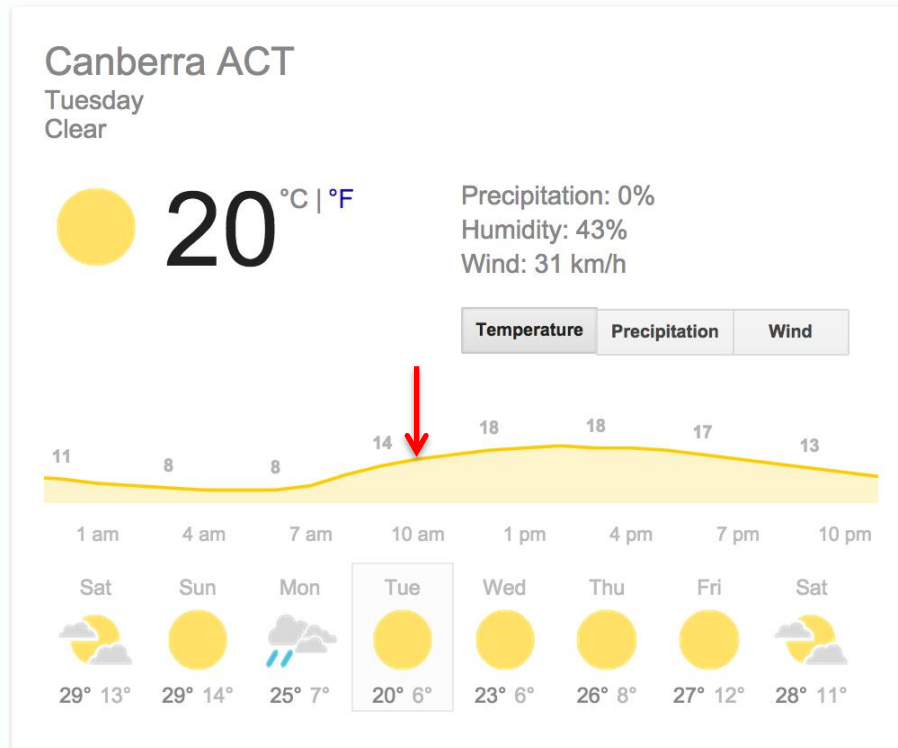 Canberra ACT
Tuesday
Clear
20 °C | °F
Precipitation: 0%
Humidity: 43%
Wind: 31 km/h
Temperature Precipitation Wind
11 8 8 14 18 18 17 13
1 am 4 am 7 am 10 am 1 pm 4 pm 7 pm 10 pm
Sat Sun Mon Tue Wed Thu Fri Sat
29° 13° 29° 14° 25° 7° 20° 6° 23° 6° 26° 8° 27° 12° 28° 11°